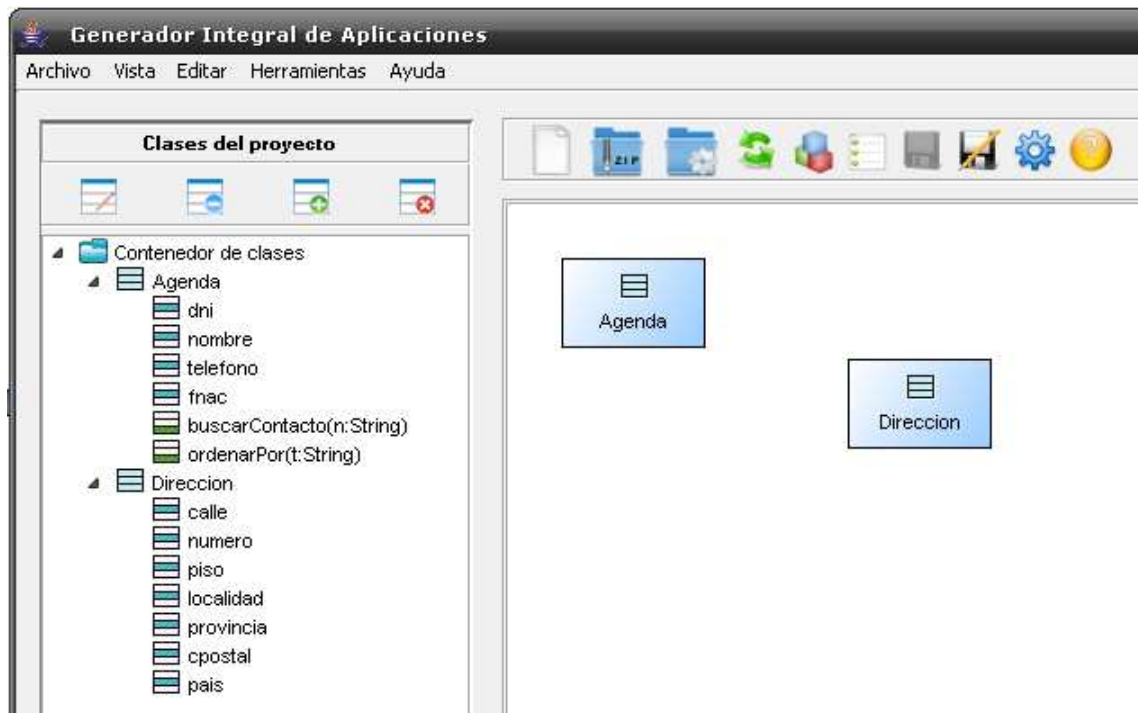 Generador Integral de Aplicaciones
Archivo Vista Editar Herramientas Ayuda
Clases del proyecto
ZIP
Contenedor de clases
Agenda
dni
nombre
telefono
fnac
buscarContacto(n:String)
ordenarPor(t:String)
Direccion
calle
numero
piso
localidad
provincia
cpostal
pais
Agenda
Direccion